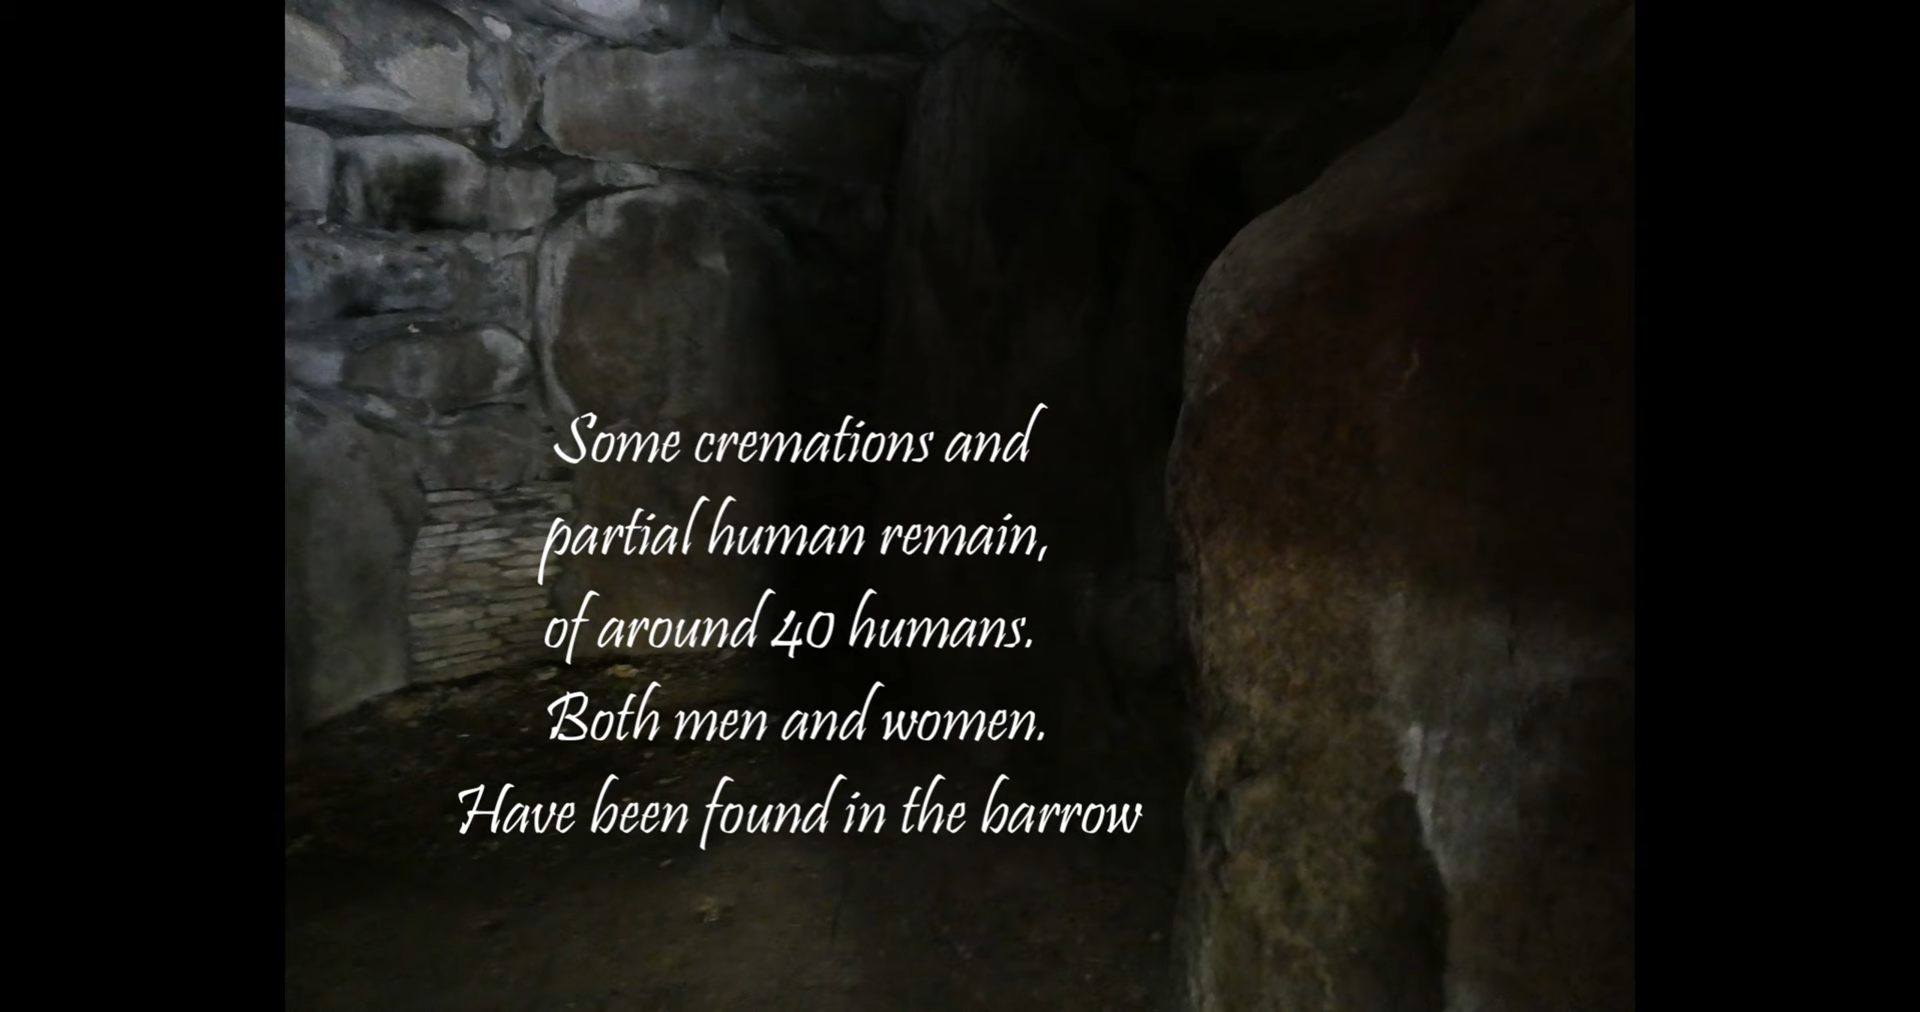 Some cremations and
partial human remain,
of around 40 humans.
Both men and women.
Have been found in the barrow